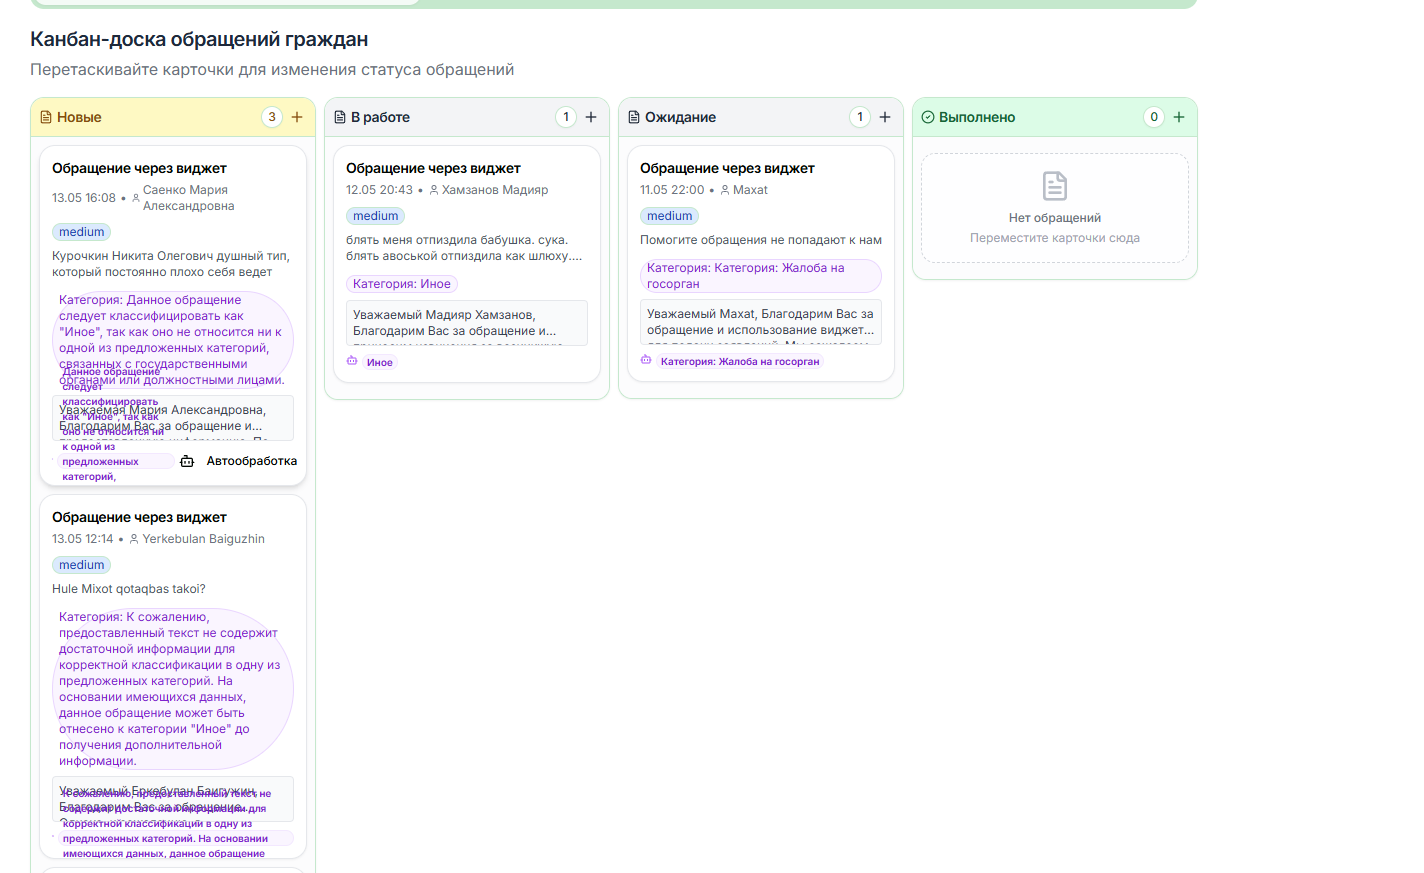 Канбан-доска обращений граждан
Перетаскивайте карточки для изменения статуса обращений
Новые
3
Обращение через виджет
13.05 16:08 • Саенко Мария
Александровна
medium
Курочкин Никита Олегович душный тип,
который постоянно плохо себя ведет
Категория: Данное обращение
следует классифицировать как
"Иное", так как оно не относится ни к
одной из предложенных категорий,
связанных с государственными
органами или должностными лицами.
Данное обращение
следует
классифицировать
как "Иное", так как
оно не относится ни
к одной из
предложенных
категорий,
Уважаемая Мария Александровна,
Благодарим Вас за обращение и...
Автообработка
Обращение через виджет
13.05 12:14 • Yerkebulan Baiguzhin
medium
Hule Mixot qotaqbas takoi?
Категория: К сожалению,
предоставленный текст не содержит
достаточной информации для
корректной классификации в одну из
предложенных категорий. На
основании имеющихся данных,
данное обращение может быть
отнесено к категории "Иное" до
получения дополнительной
информации.
Уважаемый Еркебулан Байгужин,
Благодарим Вас за обращение.
К сожалению, предоставленный текст не
содержит достаточной информации для
корректной классификации в одну из
предложенных категорий. На основании
имеющихся данных, данное обращение
В работе
1
Обращение через виджет
12.05 20:43 • Хамзанов Мадияр
medium
блять меня отпиздила бабушка. сука.
блять авоськой отпиздила как шлюху....
Категория: Иное
Уважаемый Мадияр Хамзанов,
Благодарим Вас за обращение и...
Иное
Ожидание
1
Обращение через виджет
11.05 22:00 • Maxat
medium
Помогите обращения не попадают к нам
Категория: Категория: Жалоба на
госорган
Уважаемый Maxat, Благодарим Вас за
обращение и использование виджет...
Категория: Жалоба на госорган
Выполнено
0
Нет обращений
Переместите карточки сюда